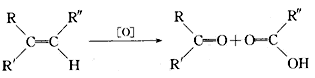 R R″ R R″
C=C [O] C=O + O=C
R′ H R′ OH